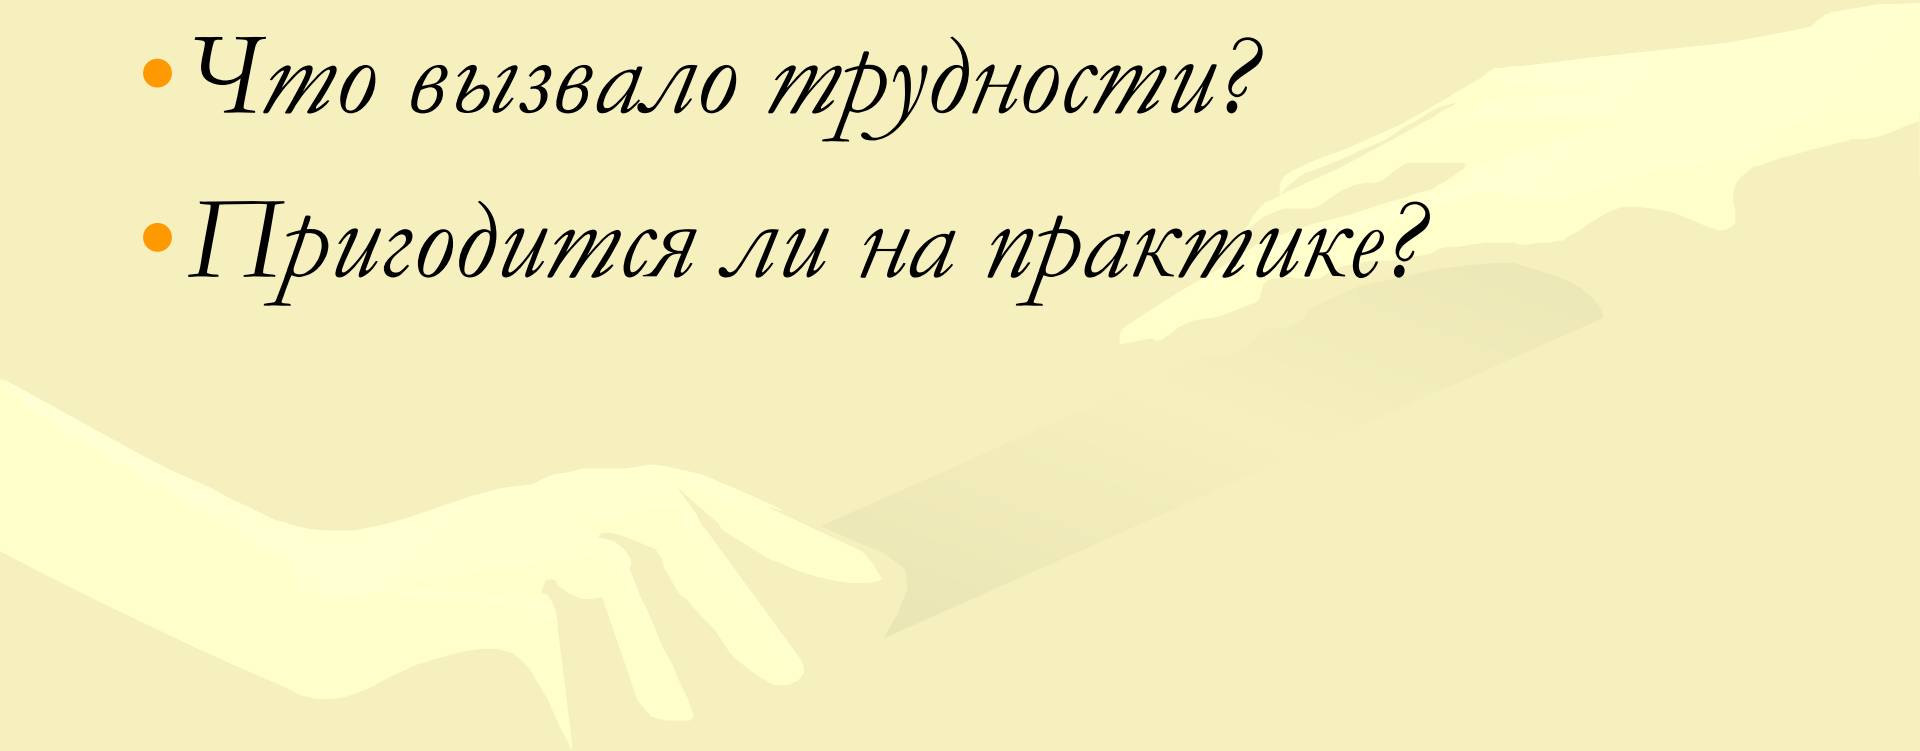 • Что вызвало трудности?
• Пригодится ли на практике?